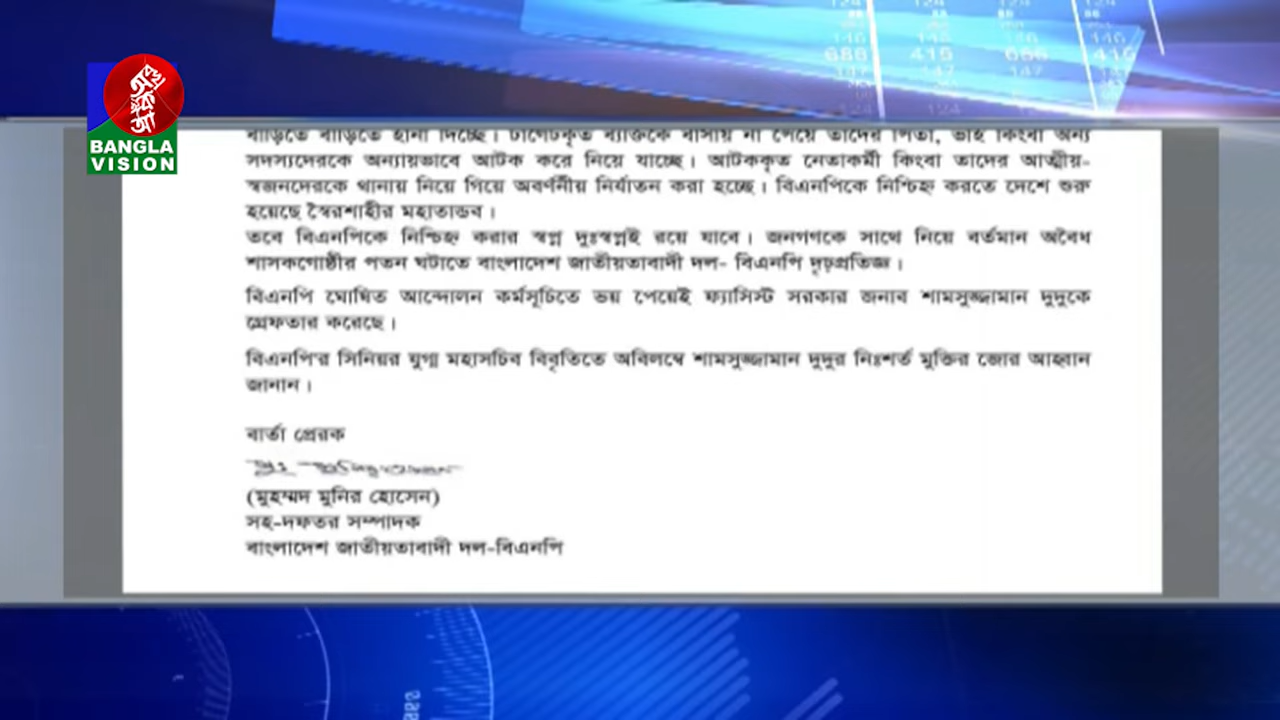 বাংলা
BANGLA
VISION
বাড়িতে বাড়িতে হানা দিচ্ছে। টার্গেটকৃত ব্যক্তিকে বাসায় না পেয়ে তাদের পিতা, ভাই কিংবা অন্য
সদস্যদেরকে অন্যায়ভাবে আটক করে নিয়ে যাচ্ছে। আটককৃত নেতাকর্মী কিংবা তাদের আত্মীয়-
স্বজনদেরকে থানায় নিয়ে গিয়ে অবর্ণনীয় নির্যাতন করা হচ্ছে। বিএনপিকে নিশ্চিহ্ন করতে দেশে শুরু
হয়েছে স্বৈরশাহীর মহাতান্ডব।
তবে বিএনপিকে নিশ্চিহ্ন করার স্বপ্ন দুঃস্বপ্নই রয়ে যাবে। জনগণকে সাথে নিয়ে বর্তমান অবৈধ
শাসকগোষ্ঠীর পতন ঘটাতে বাংলাদেশ জাতীয়তাবাদী দল- বিএনপি দৃঢ়প্রতিজ্ঞ।
বিএনপি ঘোষিত আন্দোলন কর্মসূচিতে ভয় পেয়েই ফ্যাসিস্ট সরকার জনাব শামসুজ্জামান দুদুকে
গ্রেফতার করেছে।
বিএনপি'র সিনিয়র যুগ্ম মহাসচিব বিবৃতিতে অবিলম্বে শামসুজ্জামান দুদুর নিঃশর্ত মুক্তির জোর আহ্বান
জানান।
বার্তা প্রেরক
(মুহম্মদ মুনির হোসেন)
সহ-দফতর সম্পাদক
বাংলাদেশ জাতীয়তাবাদী দল-বিএনপি